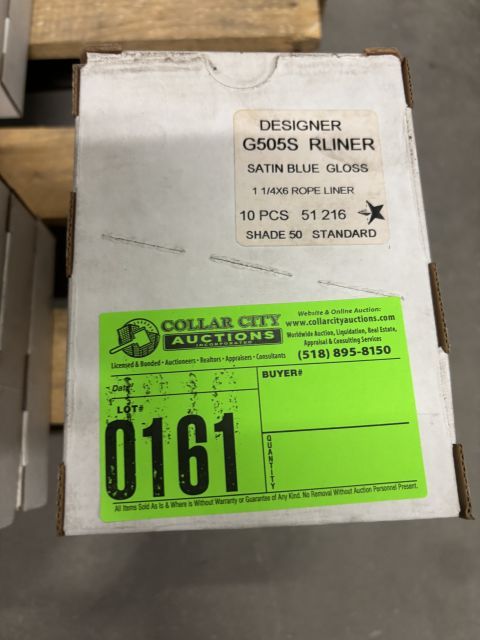 DESIGNER
G505S RLINER
SATIN BLUE GLOSS
1 1/4X6 ROPE LINER
10 PCS 51 216
SHADE 50 STANDARD
COLLAR CITY
AUCTIONS
INCORPORATED
Licensed & Bonded • Auctioneers • Realtors • Appraisers • Consultants
Website & Online Auction:
www.collarcityauctions.com
Worldwide Auction, Liquidation, Real Estate,
Appraisal & Consulting Services
(518) 895-8150
Date
LOT#
0161
BUYER#
QUANTITY
All Items Sold As Is & Where is Without Warranty or Guarantee of Any Kind. No Removal Without Auction Personnel Present.